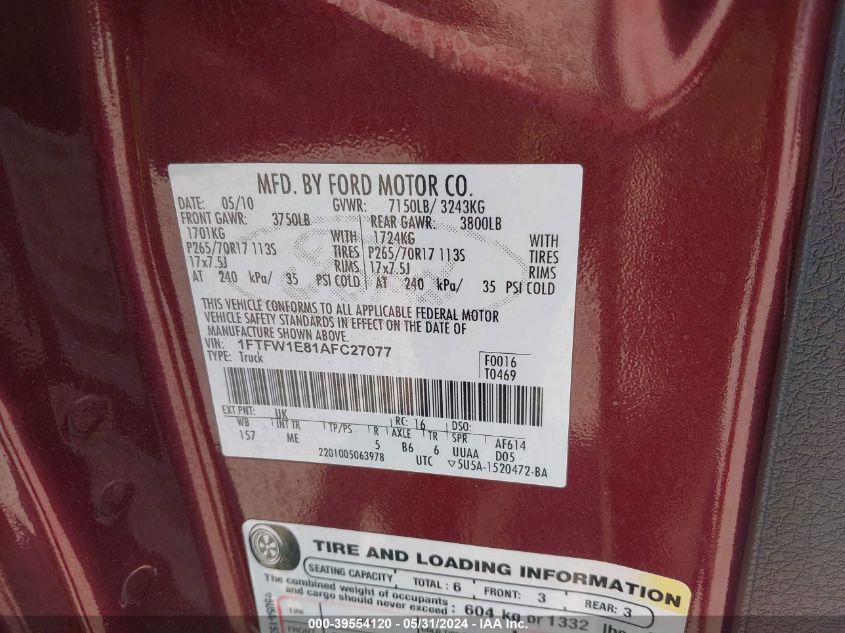 MFD. BY FORD MOTOR CO.
DATE: 05/10 GVWR: 7150LB/ 3243KG
FRONT GAWR: 3750LB REAR GAWR: 3800LB
1701KG WITH 1724KG WITH
P265/70R17 113S TIRES P265/70R17 113S TIRES
17x7.5J RIMS 17x7.5J RIMS
AT 240 kPa/ 35 PSI COLD AT 240 kPa/ 35 PSI COLD
THIS VEHICLE CONFORMS TO ALL APPLICABLE FEDERAL MOTOR
VEHICLE SAFETY STANDARDS IN EFFECT ON THE DATE OF
MANUFACTURE SHOWN ABOVE.
VIN: 1FTFW1E81AFC27077
TYPE: Truck
F0016
T0469
EXT PNT: UK RC: 16 DSO:
WB INT TR TP/PS R AXLE TR SPR AF614
157 ME 5 B6 6 UUAA D05
2201005063978 UTC ▽5U5A-1520472-BA
TIRE AND LOADING INFORMATION
SEATING CAPACITY TOTAL: 6 FRONT: 3 REAR: 3
The combined weight of occupants
and cargo should never exceed: 604 kg or 1332 lbs
TIRE
FRONT
000-39554120 - 05/31/2024 - IAA Inc.